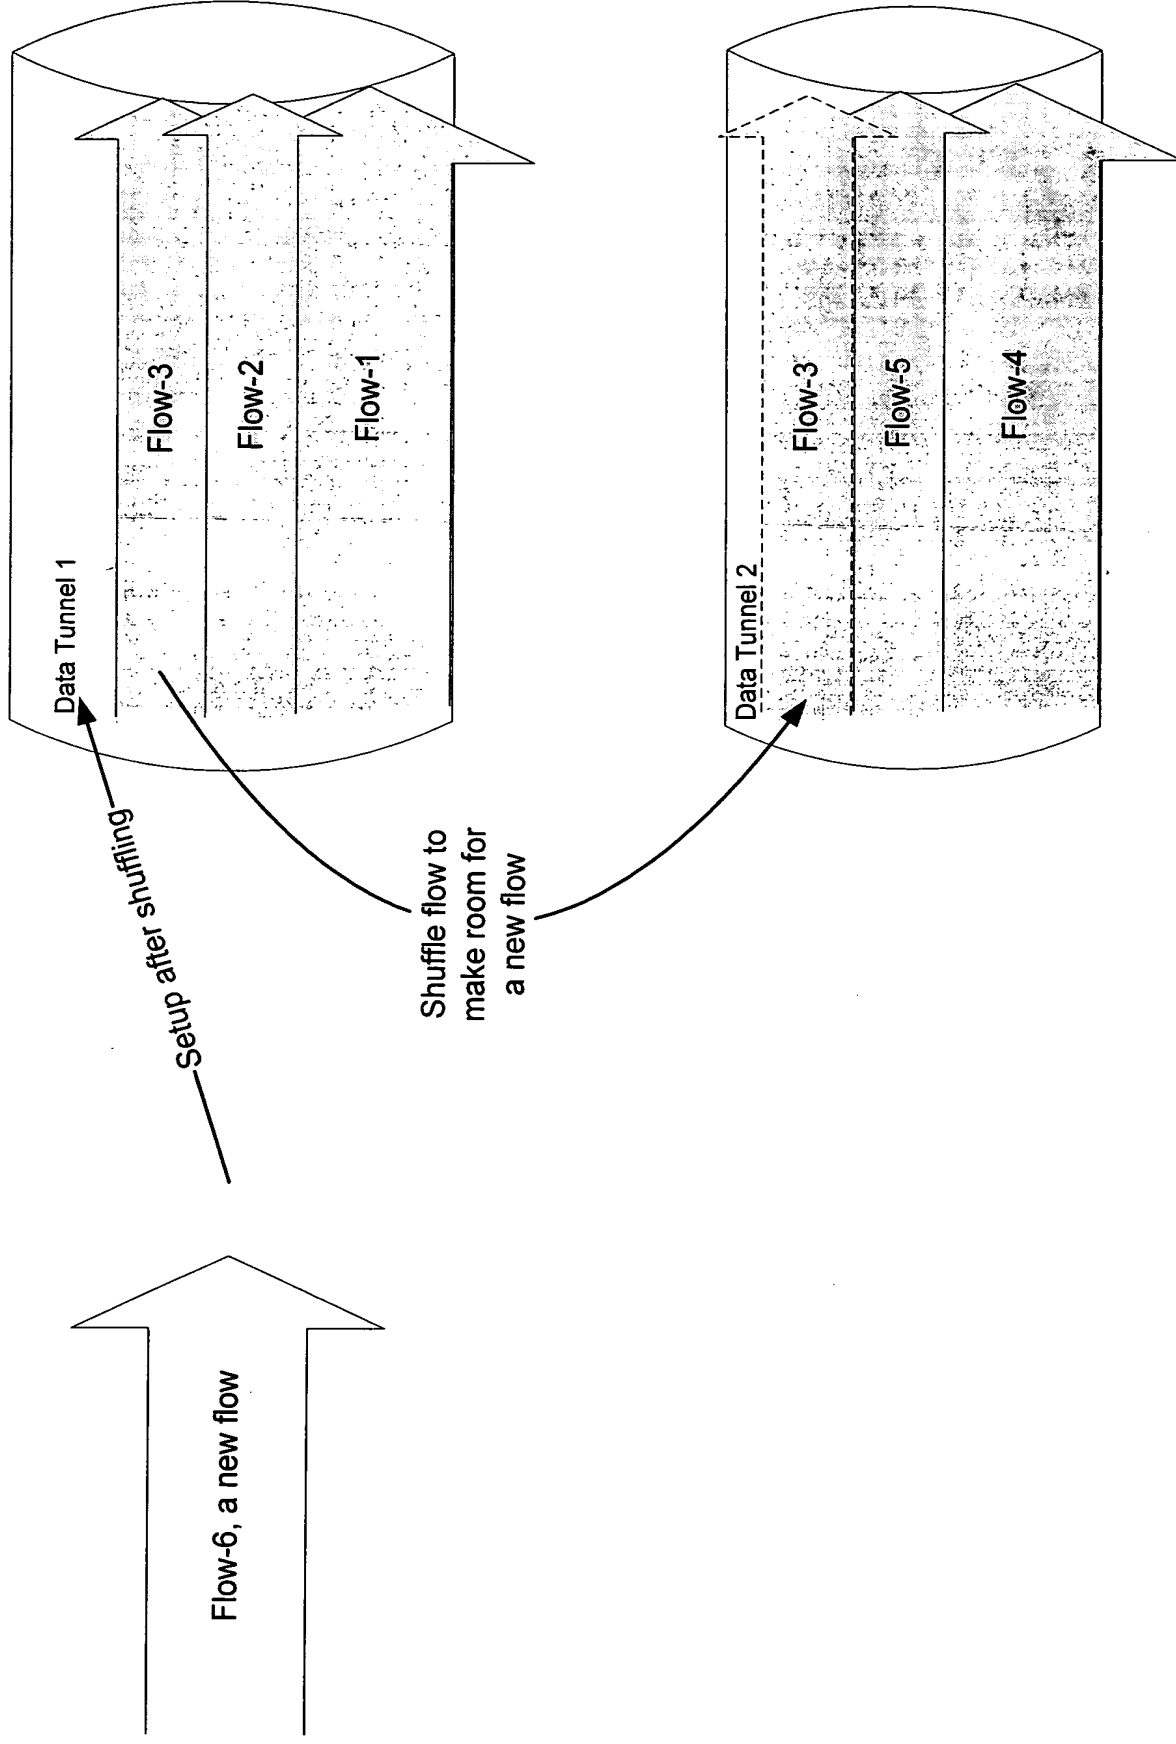 Data Tunnel 1
Flow-3
Flow-2
Flow-1
Setup after shuffling
Flow-6, a new flow
Shuffle flow to
make room for
a new flow
Data Tunnel 2
Flow-3
Flow-5
Flow-4